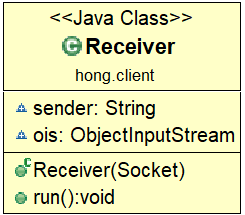 <<Java Class>>
Receiver
hong.client
sender: String
ois: ObjectInputStream
Receiver(Socket)
run():void